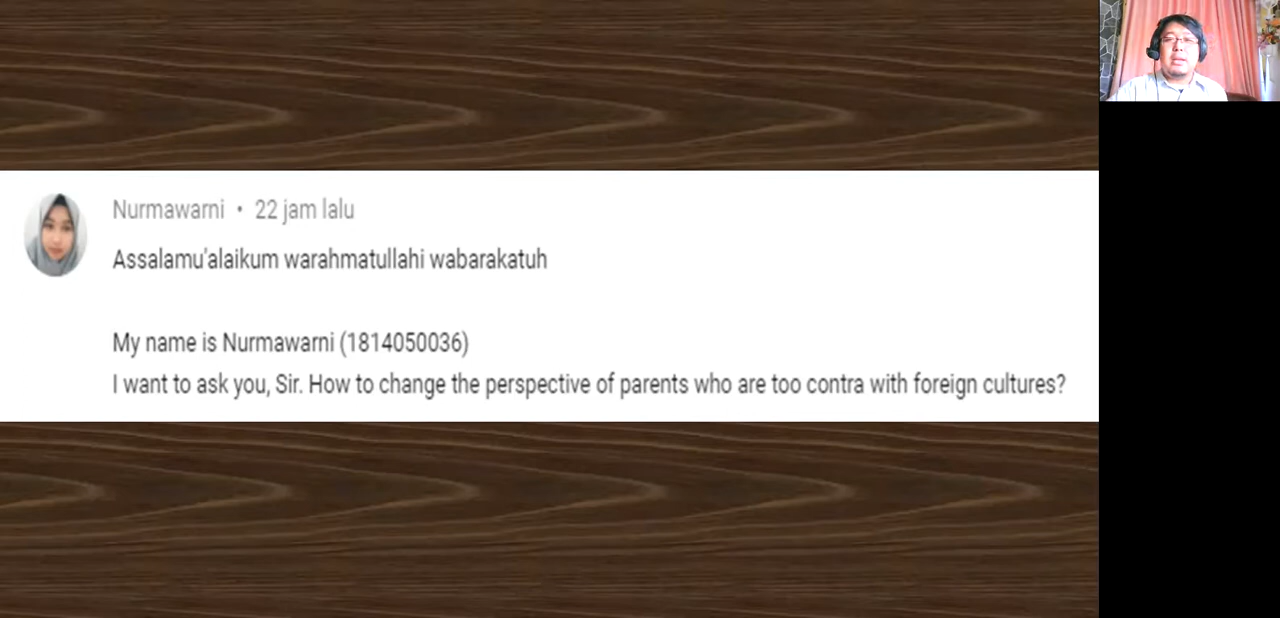 Nurmawarni • 22 jam lalu
Assalamu'alaikum warahmatullahi wabarakatuh
My name is Nurmawarni (1814050036)
I want to ask you, Sir. How to change the perspective of parents who are too contra with foreign cultures?